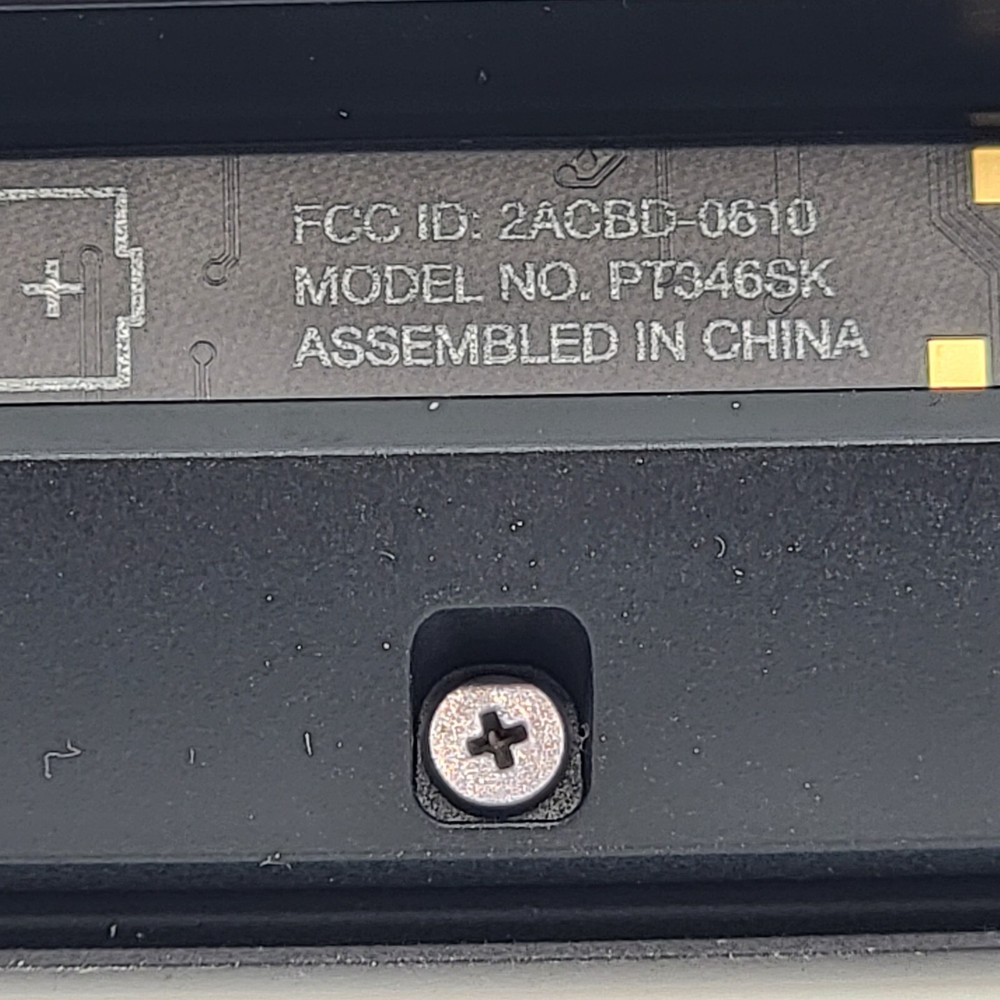 FCC ID: 2ACBD-0610
MODEL NO. PT346SK
ASSEMBLED IN CHINA